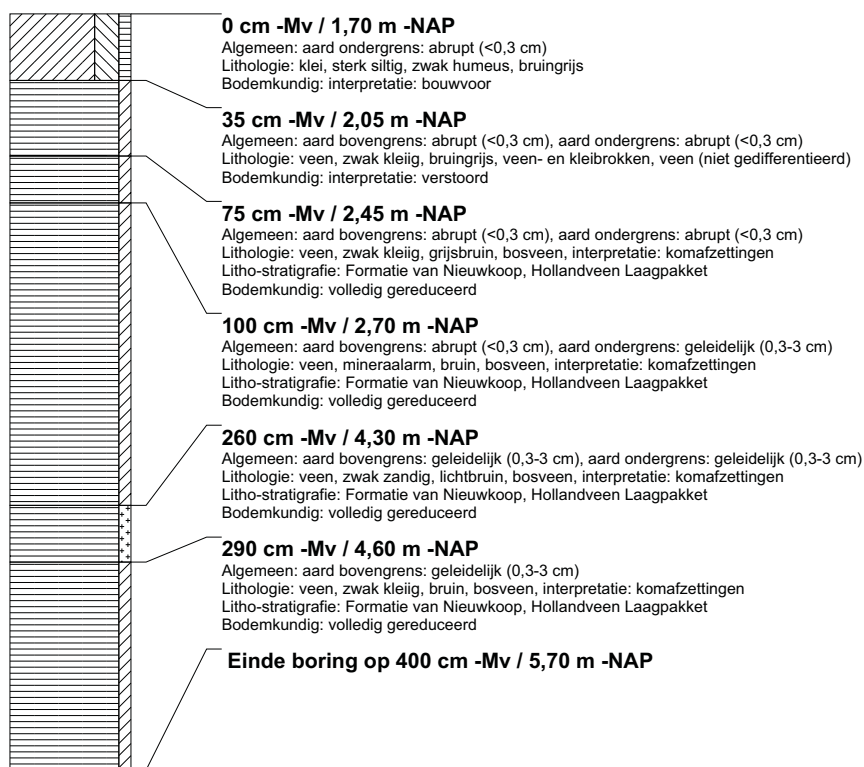 0 cm -Mv / 1,70 m -NAP
Algemeen: aard ondergrens: abrupt (<0,3 cm)
Lithologie: klei, sterk siltig, zwak humeus, bruingrijs
Bodemkundig: interpretatie: bouwvoor
35 cm -Mv / 2,05 m -NAP
Algemeen: aard bovengrens: abrupt (<0,3 cm), aard ondergrens: abrupt (<0,3 cm)
Lithologie: veen, zwak kleiig, bruingrijs, veen- en kleibrokken, veen (niet gedifferentieerd)
Bodemkundig: interpretatie: verstoord
75 cm -Mv / 2,45 m -NAP
Algemeen: aard bovengrens: abrupt (<0,3 cm), aard ondergrens: abrupt (<0,3 cm)
Lithologie: veen, zwak kleiig, grijsbruin, bosveen, interpretatie: komafzettingen
Litho-stratigrafie: Formatie van Nieuwkoop, Hollandveen Laagpakket
Bodemkundig: volledig gereduceerd
100 cm -Mv / 2,70 m -NAP
Algemeen: aard bovengrens: abrupt (<0,3 cm), aard ondergrens: geleidelijk (0,3-3 cm)
Lithologie: veen, mineraalarm, bruin, bosveen, interpretatie: komafzettingen
Litho-stratigrafie: Formatie van Nieuwkoop, Hollandveen Laagpakket
Bodemkundig: volledig gereduceerd
260 cm -Mv / 4,30 m -NAP
Algemeen: aard bovengrens: geleidelijk (0,3-3 cm), aard ondergrens: geleidelijk (0,3-3 cm)
Lithologie: veen, zwak zandig, lichtbruin, bosveen, interpretatie: komafzettingen
Litho-stratigrafie: Formatie van Nieuwkoop, Hollandveen Laagpakket
Bodemkundig: volledig gereduceerd
290 cm -Mv / 4,60 m -NAP
Algemeen: aard bovengrens: geleidelijk (0,3-3 cm)
Lithologie: veen, zwak kleiig, bruin, bosveen, interpretatie: komafzettingen
Litho-stratigrafie: Formatie van Nieuwkoop, Hollandveen Laagpakket
Bodemkundig: volledig gereduceerd
Einde boring op 400 cm -Mv / 5,70 m -NAP